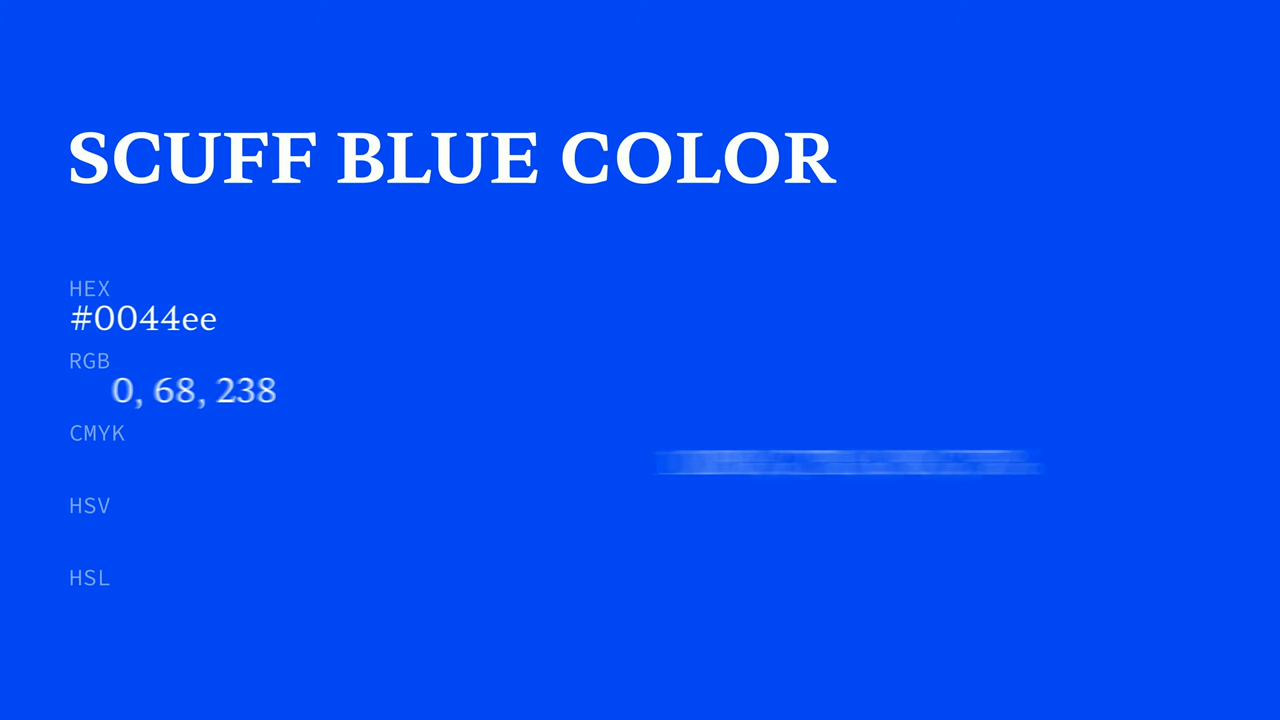 SCUFF BLUE COLOR
HEX
#0044ee
RGB
0, 68, 238
CMYK
HSV
HSL